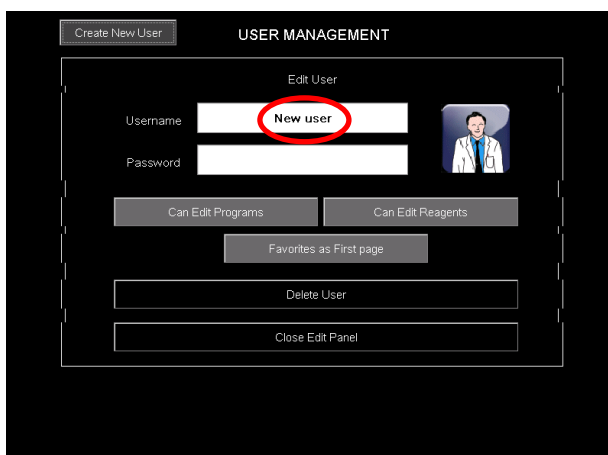 Create New User
USER MANAGEMENT
Edit User
Username New user
Password
Can Edit Programs Can Edit Reagents
Favorites as First page
Delete User
Close Edit Panel